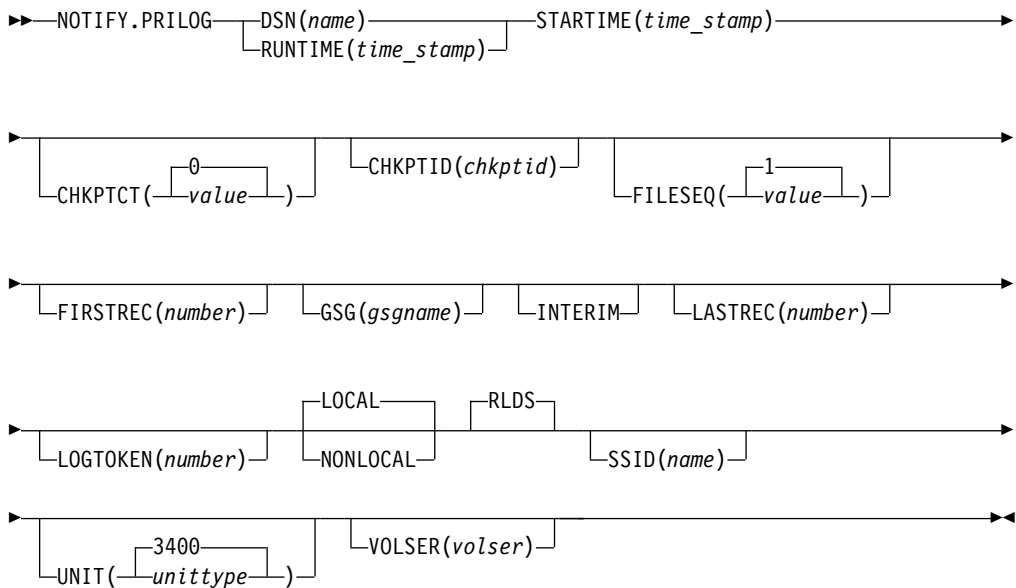 NOTIFY.PRILOG DSN(name) STARTIME(time_stamp)
RUNTIME(time_stamp)
0
CHKPTCT( value )
CHKPTID(chkptid)
1
FILESEQ( value )
FIRSTREC(number) GSG(gsgname) INTERIM LASTREC(number)
LOCAL RLDS
LOGTOKEN(number) NONLOCAL SSID(name)
3400
UNIT( unittype )
VOLSER(volser)